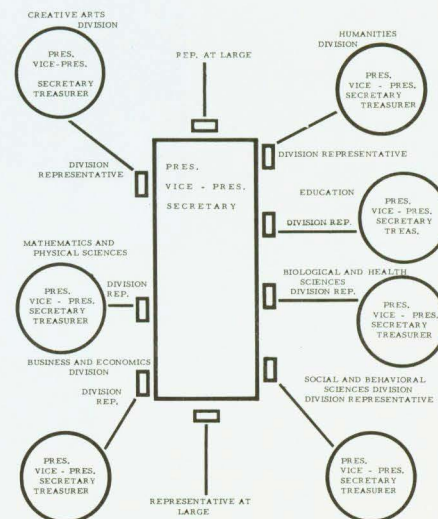 CREATIVE ARTS
DIVISION
PRES.
VICE-PRES.
SECRETARY
TREASURER
REP. AT LARGE
HUMANITIES
DIVISION
PRES.
VICE - PRES.
SECRETARY
TREASURER
DIVISION
REPRESENTATIVE
DIVISION REPRESENTATIVE
PRES.
VICE - PRES.
SECRETARY
EDUCATION
DIVISION REP.
PRES.
VICE - PRES.
SECRETARY
TREAS.
MATHEMATICS AND
PHYSICAL SCIENCES
DIVISION
REP.
PRES.
VICE - PRES.
SECRETARY
TREASURER
BIOLOGICAL AND HEALTH
SCIENCES
DIVISION REP.
PRES.
VICE - PRES.
SECRETARY
TREASURER
BUSINESS AND ECONOMICS
DIVISION
DIVISION
REP.
PRES.
VICE - PRES.
SECRETARY
TREASURER
SOCIAL AND BEHAVIORAL
SCIENCES DIVISION
DIVISION REPRESENTATIVE
PRES.
VICE - PRES.
SECRETARY
TREASURER
REPRESENTATIVE AT
LARGE